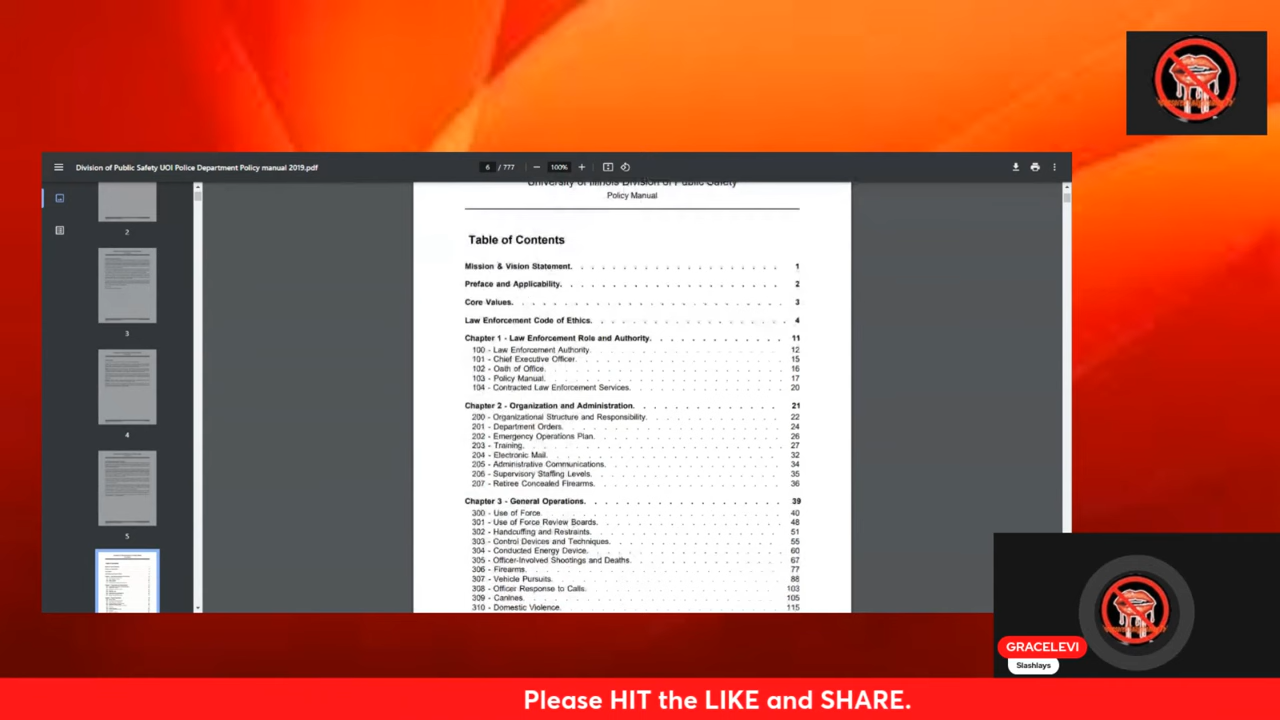 Division of Public Safety UOI Police Department Policy manual 2019.pdf
6 / 777
100%
University of Illinois Division of Public Safety
Policy Manual
Table of Contents
Mission & Vision Statement. 1
Preface and Applicability. 2
Core Values. 3
Law Enforcement Code of Ethics. 4
Chapter 1 - Law Enforcement Role and Authority. 11
100 - Law Enforcement Authority. 12
101 - Chief Executive Officer. 15
102 - Oath of Office. 16
103 - Policy Manual. 17
104 - Contracted Law Enforcement Services. 20
Chapter 2 - Organization and Administration. 21
200 - Organizational Structure and Responsibility. 22
201 - Department Orders. 24
202 - Emergency Operations Plan. 26
203 - Training. 27
204 - Electronic Mail. 32
205 - Administrative Communications. 34
206 - Supervisory Staffing Levels. 35
207 - Retiree Concealed Firearms. 36
Chapter 3 - General Operations. 39
300 - Use of Force. 40
301 - Use of Force Review Boards. 48
302 - Handcuffing and Restraints. 51
303 - Control Devices and Techniques. 55
304 - Conducted Energy Device. 60
305 - Officer-Involved Shootings and Deaths. 67
306 - Firearms. 77
307 - Vehicle Pursuits. 88
308 - Officer Response to Calls. 103
309 - Canines. 105
310 - Domestic Violence. 115
2
3
4
5
GRACELEVI
Slashlays
Please HIT the LIKE and SHARE.